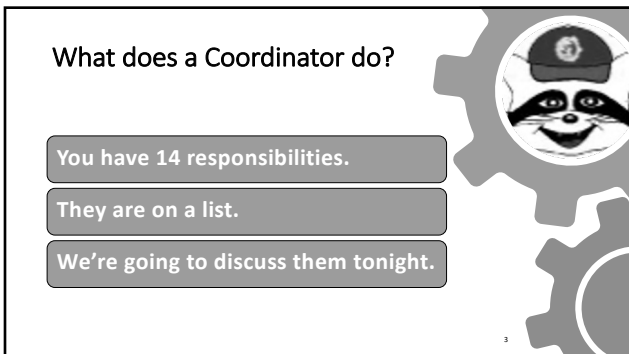 What does a Coordinator do?
You have 14 responsibilities.
They are on a list.
We’re going to discuss them tonight.
3